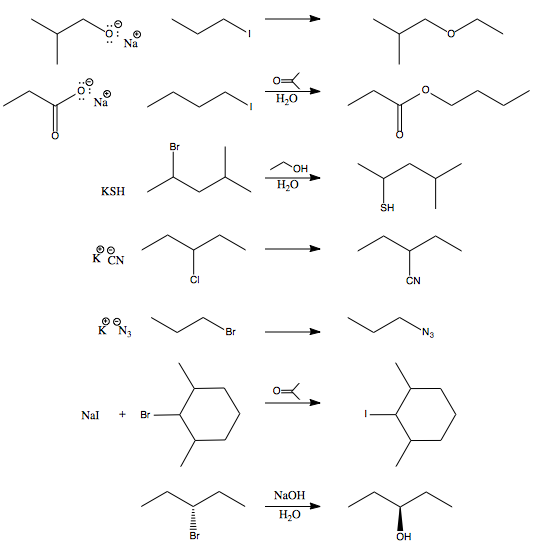 O: Na I O
O: Na O I O H₂O O O
Br KSH OH H₂O SH
K CN Cl CN
K N₃ Br N₃
NaI + Br O I
NaOH H₂O Br OH